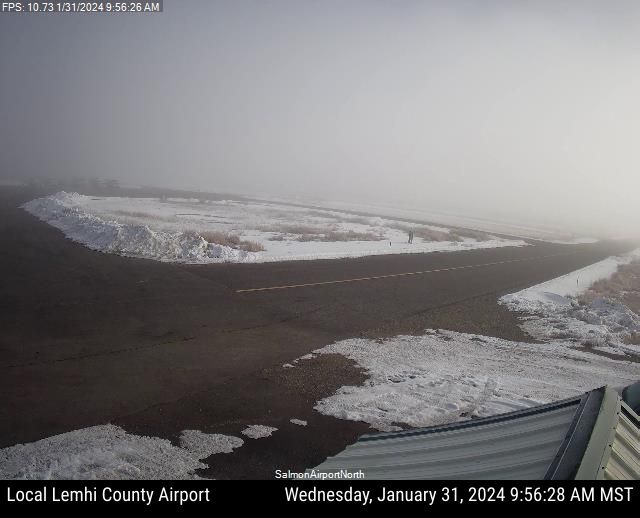 FPS: 10.73 1/31/2024 9:56:26 AM
SalmonAirportNorth
Local Lemhi County Airport Wednesday, January 31, 2024 9:56:28 AM MST